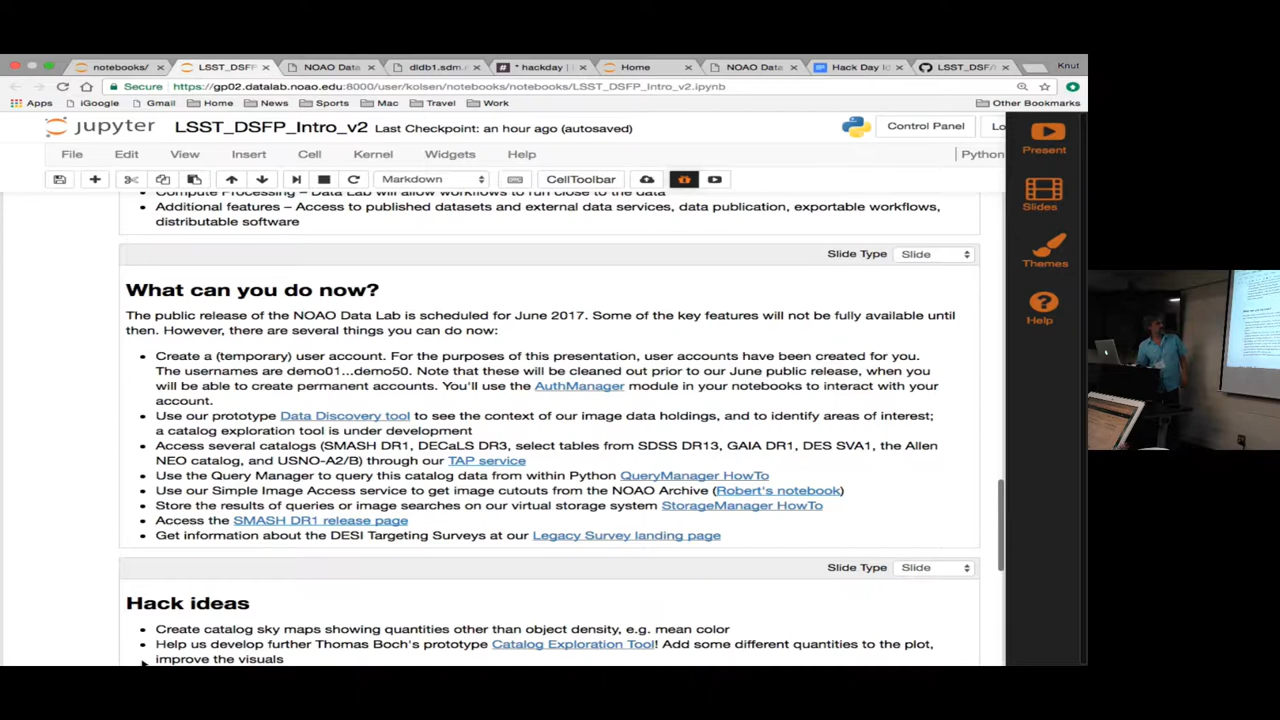 notebooks/
LSST_DSFP
NOAO Data
dldb1.sdm.n
* hackday |
Home
NOAO Data
Hack Day Id
LSST_DSF
Knut
Secure
https://gp02.datalab.noao.edu:8000/user/kolsen/notebooks/notebooks/LSST_DSFP_Intro_v2.ipynb
Apps
iGoogle
Gmail
Home
News
Sports
Mac
Travel
Work
Other Bookmarks
jupyter
LSST_DSFP_Intro_v2
Last Checkpoint: an hour ago (autosaved)
Control Panel
Lo
File
Edit
View
Insert
Cell
Kernel
Widgets
Help
Python
Markdown
CellToolbar
Present
Slides
Themes
Help
Compute Processing – Data Lab will allow workflows to run close to the data
• Additional features – Access to published datasets and external data services, data publication, exportable workflows,
distributable software
Slide Type
Slide
What can you do now?
The public release of the NOAO Data Lab is scheduled for June 2017. Some of the key features will not be fully available until
then. However, there are several things you can do now:
• Create a (temporary) user account. For the purposes of this presentation, user accounts have been created for you.
The usernames are demo01...demo50. Note that these will be cleaned out prior to our June public release, when you
will be able to create permanent accounts. You'll use the AuthManager module in your notebooks to interact with your
account.
• Use our prototype Data Discovery tool to see the context of our image data holdings, and to identify areas of interest;
a catalog exploration tool is under development
• Access several catalogs (SMASH DR1, DECaLS DR3, select tables from SDSS DR13, GAIA DR1, DES SVA1, the Allen
NEO catalog, and USNO-A2/B) through our TAP service
• Use the Query Manager to query this catalog data from within Python QueryManager HowTo
• Use our Simple Image Access service to get image cutouts from the NOAO Archive (Robert's notebook)
• Store the results of queries or image searches on our virtual storage system StorageManager HowTo
• Access the SMASH DR1 release page
• Get information about the DESI Targeting Surveys at our Legacy Survey landing page
Slide Type
Slide
Hack ideas
• Create catalog sky maps showing quantities other than object density, e.g. mean color
• Help us develop further Thomas Boch's prototype Catalog Exploration Tool! Add some different quantities to the plot,
improve the visuals